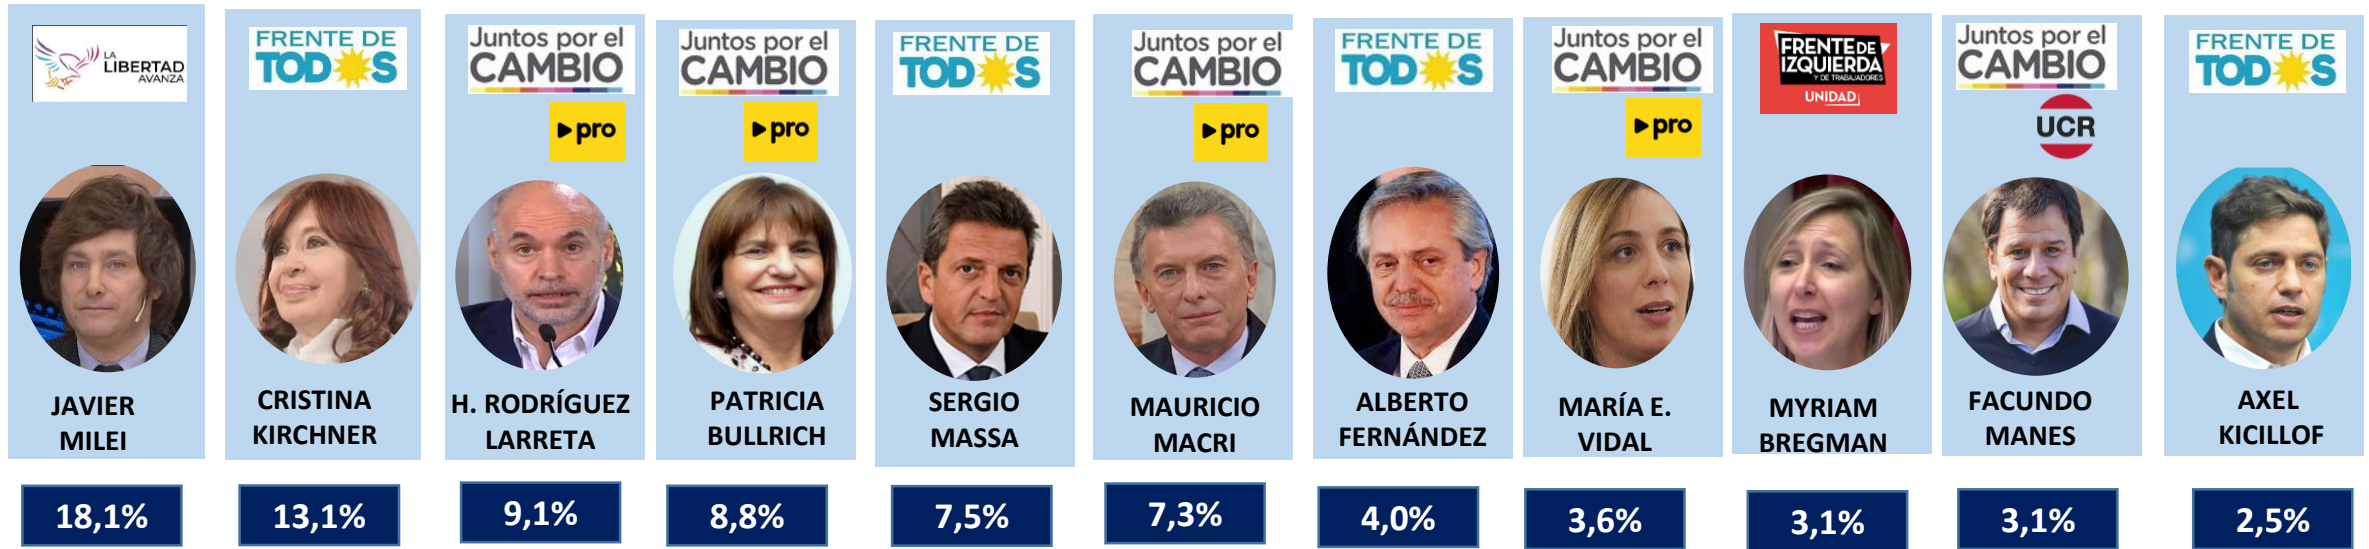 LA
LIBERTAD
AVANZA
JAVIER
MILEI
18,1%
FRENTE DE
TODOS
CRISTINA
KIRCHNER
13,1%
Juntos por el
CAMBIO
pro
H. RODRÍGUEZ
LARRETA
9,1%
Juntos por el
CAMBIO
pro
PATRICIA
BULLRICH
8,8%
FRENTE DE
TODOS
SERGIO
MASSA
7,5%
Juntos por el
CAMBIO
pro
MAURICIO
MACRI
7,3%
FRENTE DE
TODOS
ALBERTO
FERNÁNDEZ
4,0%
Juntos por el
CAMBIO
pro
MARÍA E.
VIDAL
3,6%
FRENTE DE
IZQUIERDA
Y DE TRABAJADORES
UNIDAD
MYRIAM
BREGMAN
3,1%
Juntos por el
CAMBIO
UCR
FACUNDO
MANES
3,1%
FRENTE DE
TODOS
AXEL
KICILLOF
2,5%